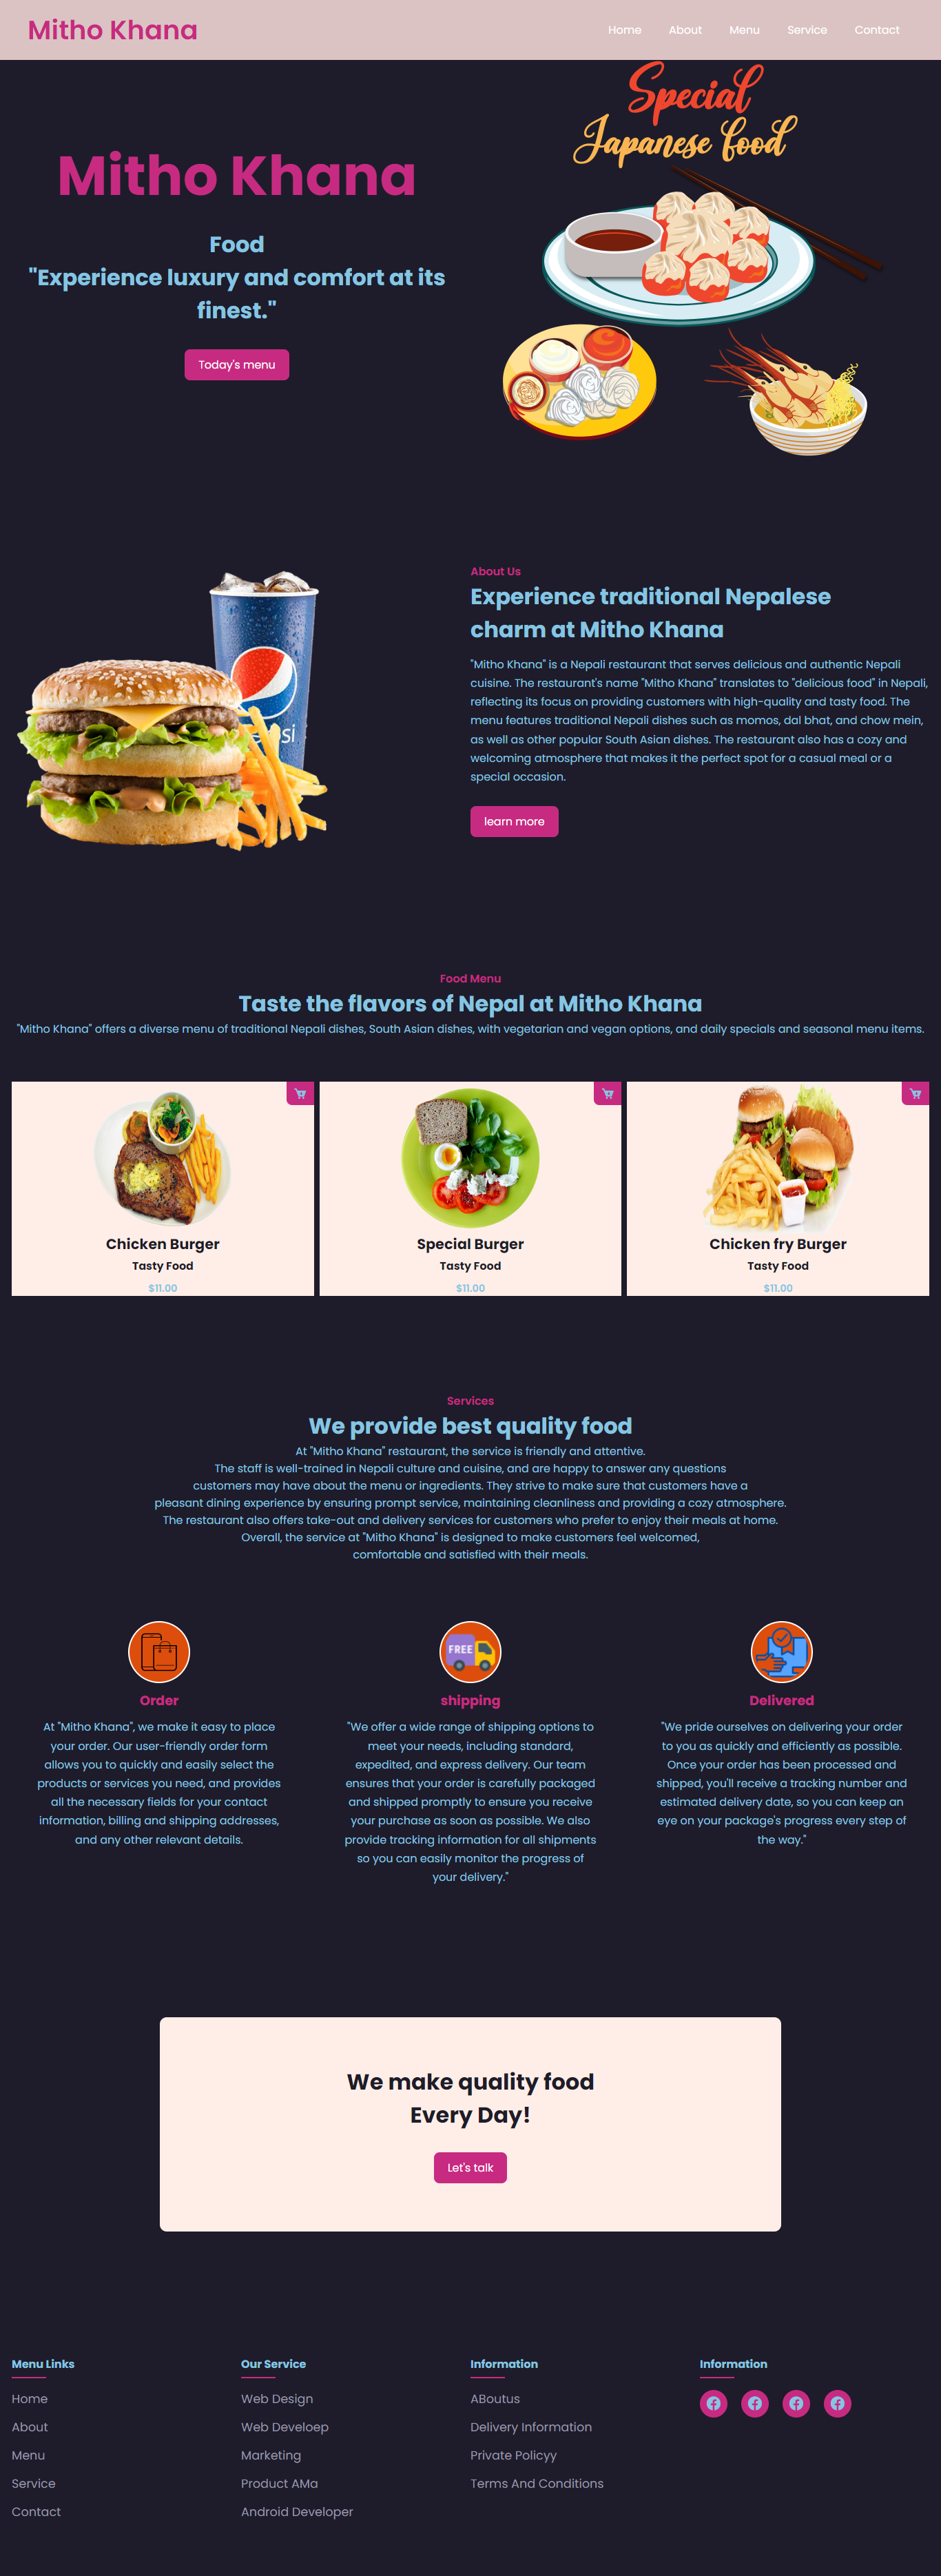 Mitho Khana
Home
About
Menu
Service
Contact
Special
Japanese food
Mitho Khana
Food
"Experience luxury and comfort at its
finest."
Today's menu
About Us
Experience traditional Nepalese
charm at Mitho Khana
"Mitho Khana" is a Nepali restaurant that serves delicious and authentic Nepali
cuisine. The restaurant's name "Mitho Khana" translates to "delicious food" in Nepali,
reflecting its focus on providing customers with high-quality and tasty food. The
menu features traditional Nepali dishes such as momos, dal bhat, and chow mein,
as well as other popular South Asian dishes. The restaurant also has a cozy and
welcoming atmosphere that makes it the perfect spot for a casual meal or a
special occasion.
learn more
Food Menu
Taste the flavors of Nepal at Mitho Khana
"Mitho Khana" offers a diverse menu of traditional Nepali dishes, South Asian dishes, with vegetarian and vegan options, and daily specials and seasonal menu items.
Chicken Burger
Tasty Food
$11.00
Special Burger
Tasty Food
$11.00
Chicken fry Burger
Tasty Food
$11.00
Services
We provide best quality food
At "Mitho Khana" restaurant, the service is friendly and attentive.
The staff is well-trained in Nepali culture and cuisine, and are happy to answer any questions
customers may have about the menu or ingredients. They strive to make sure that customers have a
pleasant dining experience by ensuring prompt service, maintaining cleanliness and providing a cozy atmosphere.
The restaurant also offers take-out and delivery services for customers who prefer to enjoy their meals at home.
Overall, the service at "Mitho Khana" is designed to make customers feel welcomed,
comfortable and satisfied with their meals.
Order
At "Mitho Khana", we make it easy to place
your order. Our user-friendly order form
allows you to quickly and easily select the
products or services you need, and provides
all the necessary fields for your contact
information, billing and shipping addresses,
and any other relevant details.
FREE
shipping
"We offer a wide range of shipping options to
meet your needs, including standard,
expedited, and express delivery. Our team
ensures that your order is carefully packaged
and shipped promptly to ensure you receive
your purchase as soon as possible. We also
provide tracking information for all shipments
so you can easily monitor the progress of
your delivery."
Delivered
"We pride ourselves on delivering your order
to you as quickly and efficiently as possible.
Once your order has been processed and
shipped, you'll receive a tracking number and
estimated delivery date, so you can keep an
eye on your package's progress every step of
the way."
We make quality food
Every Day!
Let's talk
Menu Links
Home
About
Menu
Service
Contact
Our Service
Web Design
Web Develoep
Marketing
Product AMa
Android Developer
Information
ABoutus
Delivery Information
Private Policyy
Terms And Conditions
Information